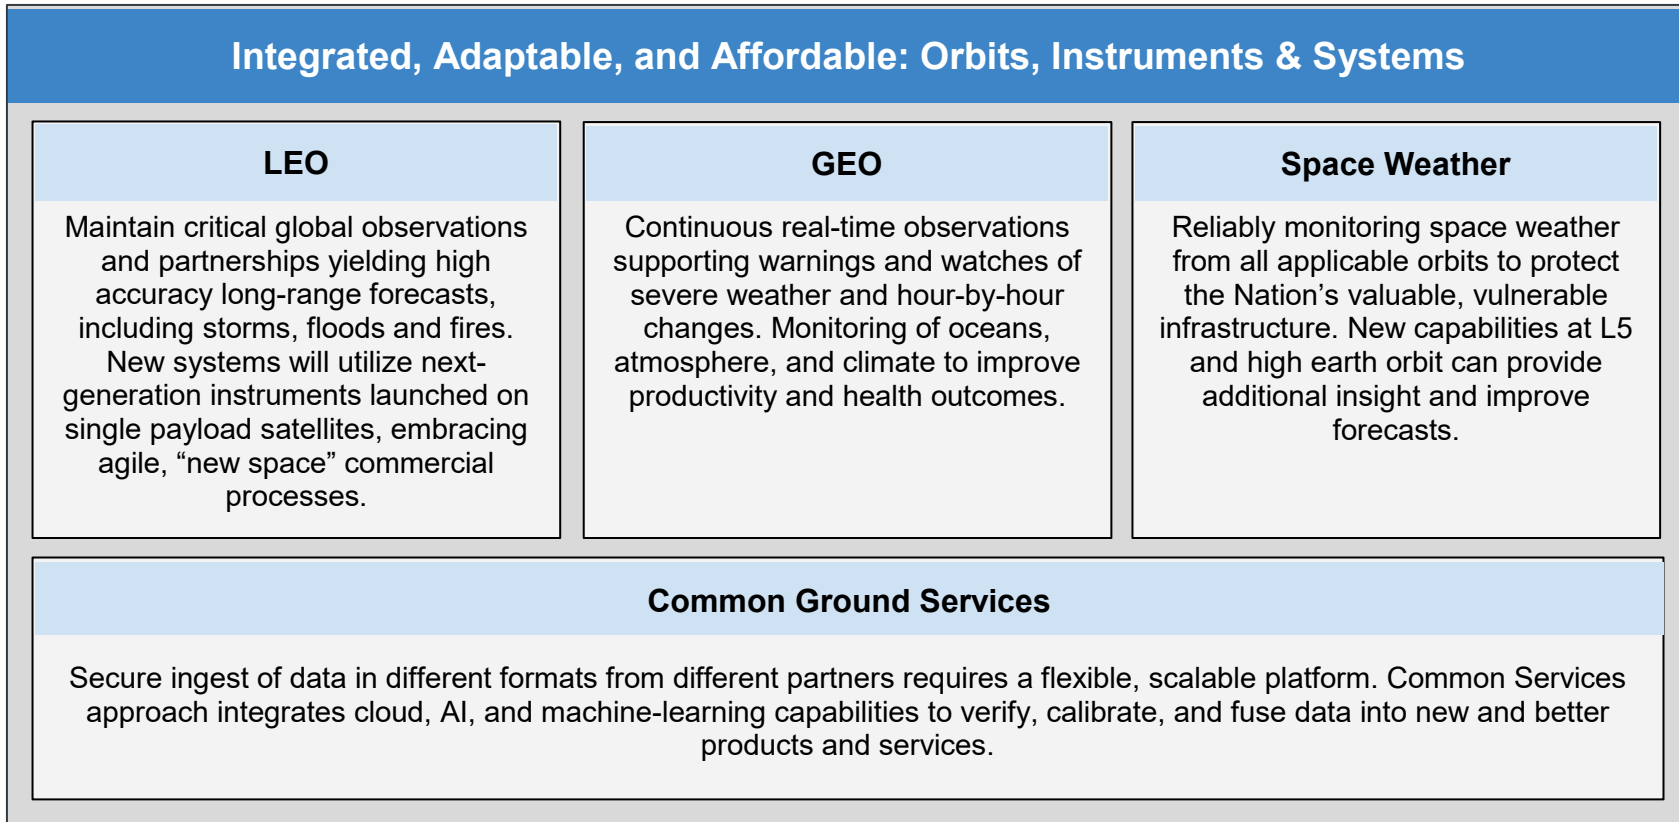 Integrated, Adaptable, and Affordable: Orbits, Instruments & Systems
LEO
Maintain critical global observations
and partnerships yielding high
accuracy long-range forecasts,
including storms, floods and fires.
New systems will utilize next-
generation instruments launched on
single payload satellites, embracing
agile, “new space” commercial
processes.
GEO
Continuous real-time observations
supporting warnings and watches of
severe weather and hour-by-hour
changes. Monitoring of oceans,
atmosphere, and climate to improve
productivity and health outcomes.
Space Weather
Reliably monitoring space weather
from all applicable orbits to protect
the Nation’s valuable, vulnerable
infrastructure. New capabilities at L5
and high earth orbit can provide
additional insight and improve
forecasts.
Common Ground Services
Secure ingest of data in different formats from different partners requires a flexible, scalable platform. Common Services
approach integrates cloud, AI, and machine-learning capabilities to verify, calibrate, and fuse data into new and better
products and services.